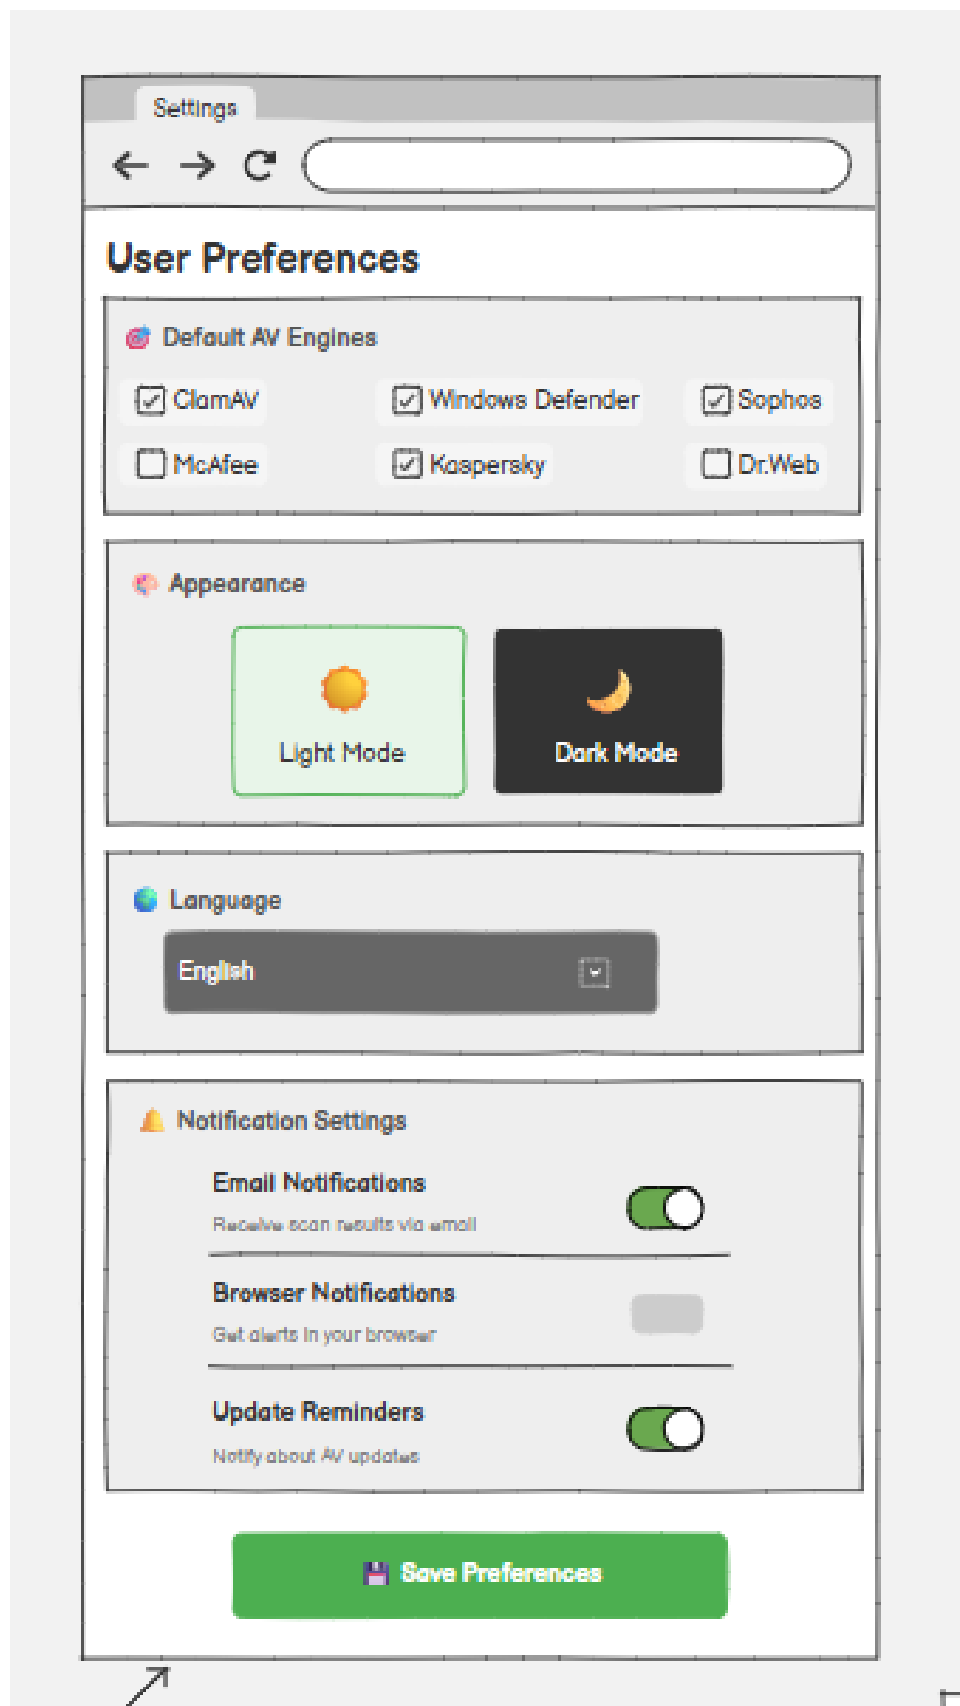 Settings
User Preferences
Default AV Engines
ClamAV Windows Defender Sophos
McAfee Kaspersky Dr.Web
Appearance
Light Mode Dark Mode
Language
English
Notification Settings
Email Notifications
Receive scan results via email
Browser Notifications
Get alerts in your browser
Update Reminders
Notify about AV updates
Save Preferences